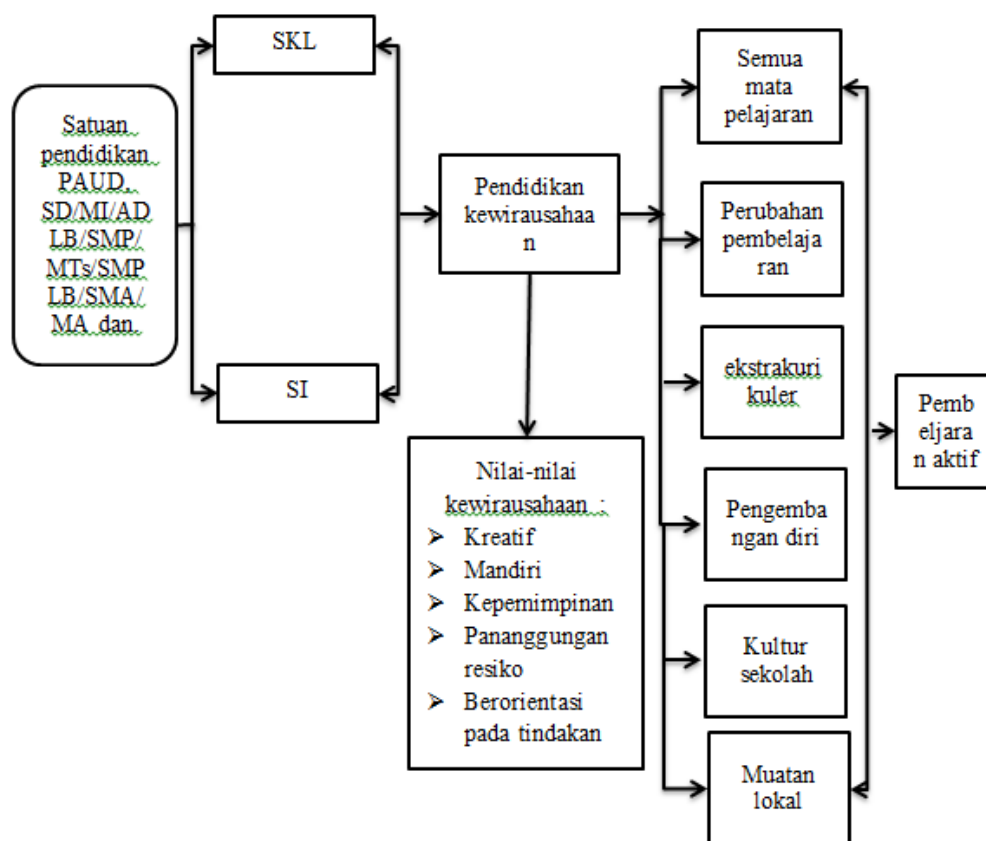 SKL
Satuan
pendidikan
PAUD,
SD/MI/AD
LB/SMP/
MTs/SMP
LB/SMA/
MA dan
SI
Pendidikan
kewirausahaa
n
Nilai-nilai
kewirausahaan :
➢ Kreatif
➢ Mandiri
➢ Kepemimpinan
➢ Pananggungan
resiko
➢ Berorientasi
pada tindakan
Semua
mata
pelajaran
Perubahan
pembelaja
ran
ekstrakuri
kuler
Pengemba
ngan diri
Kultur
sekolah
Muatan
lokal
Pemb
eljara
n aktif